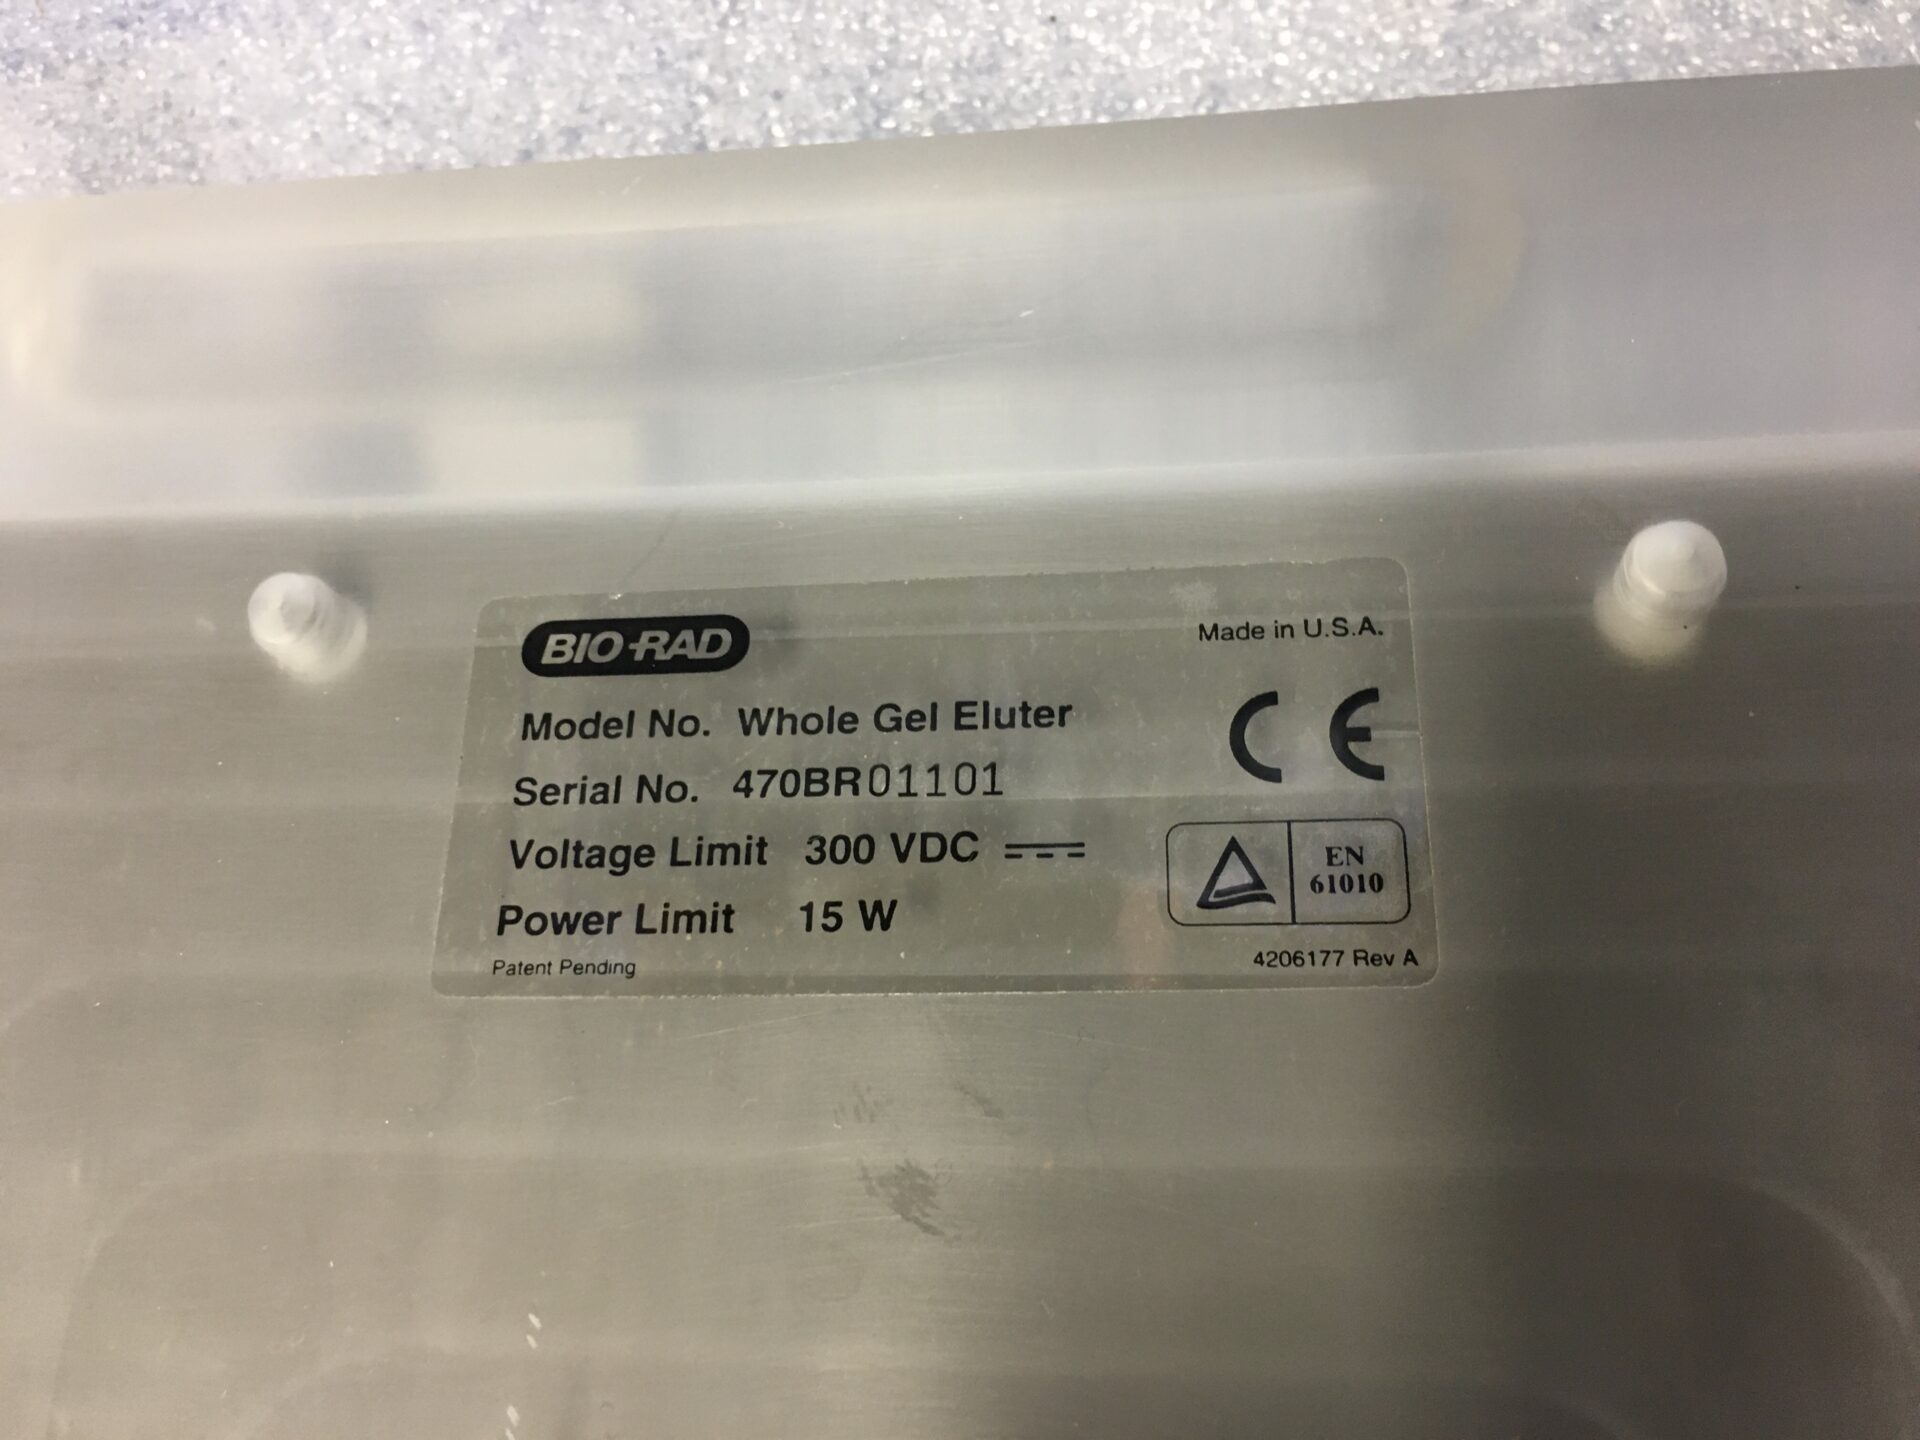 BIO-RAD
Made in U.S.A.
Model No. Whole Gel Eluter
CE
Serial No. 470BR01101
Voltage Limit 300 VDC
EN
61010
Power Limit 15 W
Patent Pending
4206177 Rev A